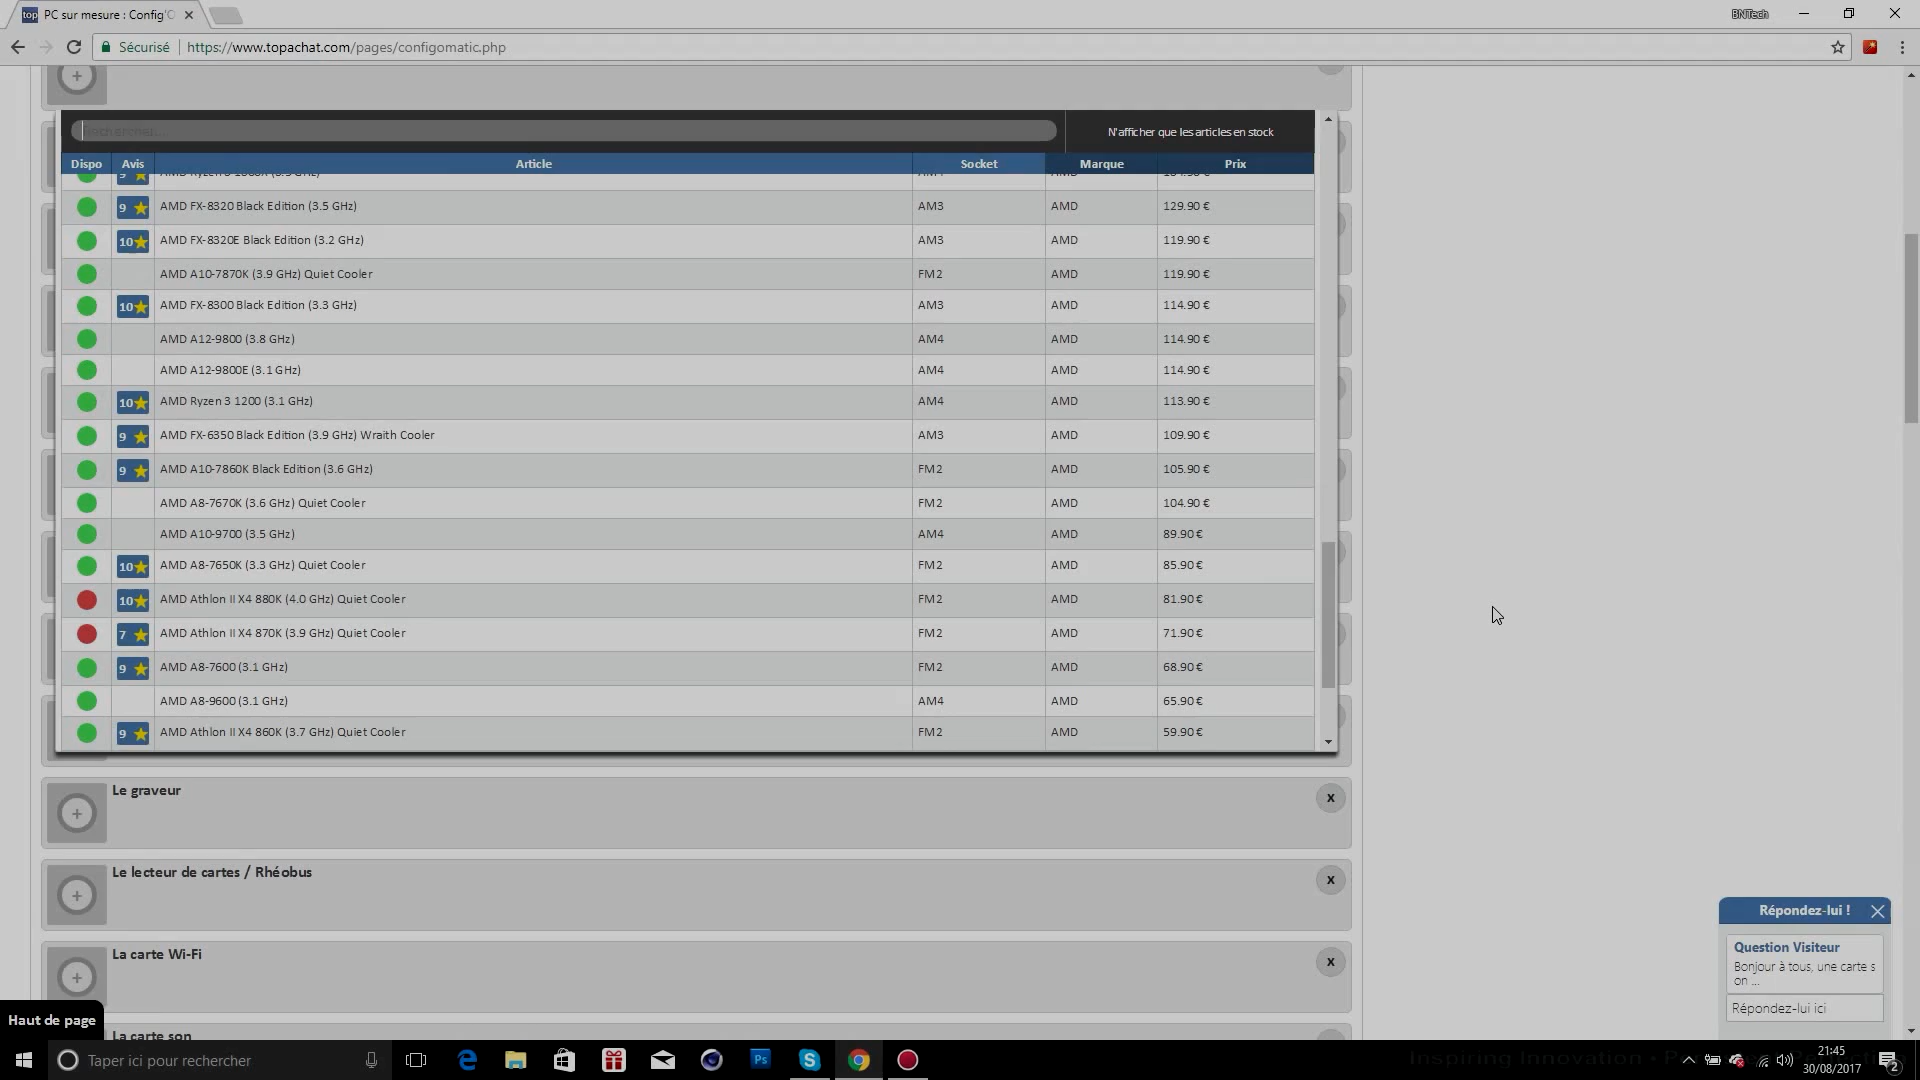 top PC sur mesure : Config'O
BNTech
Sécurisé https://www.topachat.com/pages/configomatic.php
N'afficher que les articles en stock
Dispo Avis Article Socket Marque Prix
9 AMD FX-8320 Black Edition (3.5 GHz) AM3 AMD 129.90 €
10 AMD FX-8320E Black Edition (3.2 GHz) AM3 AMD 119.90 €
AMD A10-7870K (3.9 GHz) Quiet Cooler FM2 AMD 119.90 €
10 AMD FX-8300 Black Edition (3.3 GHz) AM3 AMD 114.90 €
AMD A12-9800 (3.8 GHz) AM4 AMD 114.90 €
AMD A12-9800E (3.1 GHz) AM4 AMD 114.90 €
10 AMD Ryzen 3 1200 (3.1 GHz) AM4 AMD 113.90 €
9 AMD FX-6350 Black Edition (3.9 GHz) Wraith Cooler AM3 AMD 109.90 €
9 AMD A10-7860K Black Edition (3.6 GHz) FM2 AMD 105.90 €
AMD A8-7670K (3.6 GHz) Quiet Cooler FM2 AMD 104.90 €
AMD A10-9700 (3.5 GHz) AM4 AMD 89.90 €
10 AMD A8-7650K (3.3 GHz) Quiet Cooler FM2 AMD 85.90 €
10 AMD Athlon II X4 880K (4.0 GHz) Quiet Cooler FM2 AMD 81.90 €
7 AMD Athlon II X4 870K (3.9 GHz) Quiet Cooler FM2 AMD 71.90 €
9 AMD A8-7600 (3.1 GHz) FM2 AMD 68.90 €
AMD A8-9600 (3.1 GHz) AM4 AMD 65.90 €
9 AMD Athlon II X4 860K (3.7 GHz) Quiet Cooler FM2 AMD 59.90 €
Le graveur
x
Le lecteur de cartes / Rhéobus
x
La carte Wi-Fi
x
La carte son
Haut de page
Répondez-lui !
Question Visiteur
Bonjour à tous, une carte s
on ...
Répondez-lui ici
Taper ici pour rechercher
Ps
Inspiring Innovation
21:45
30/08/2017
2